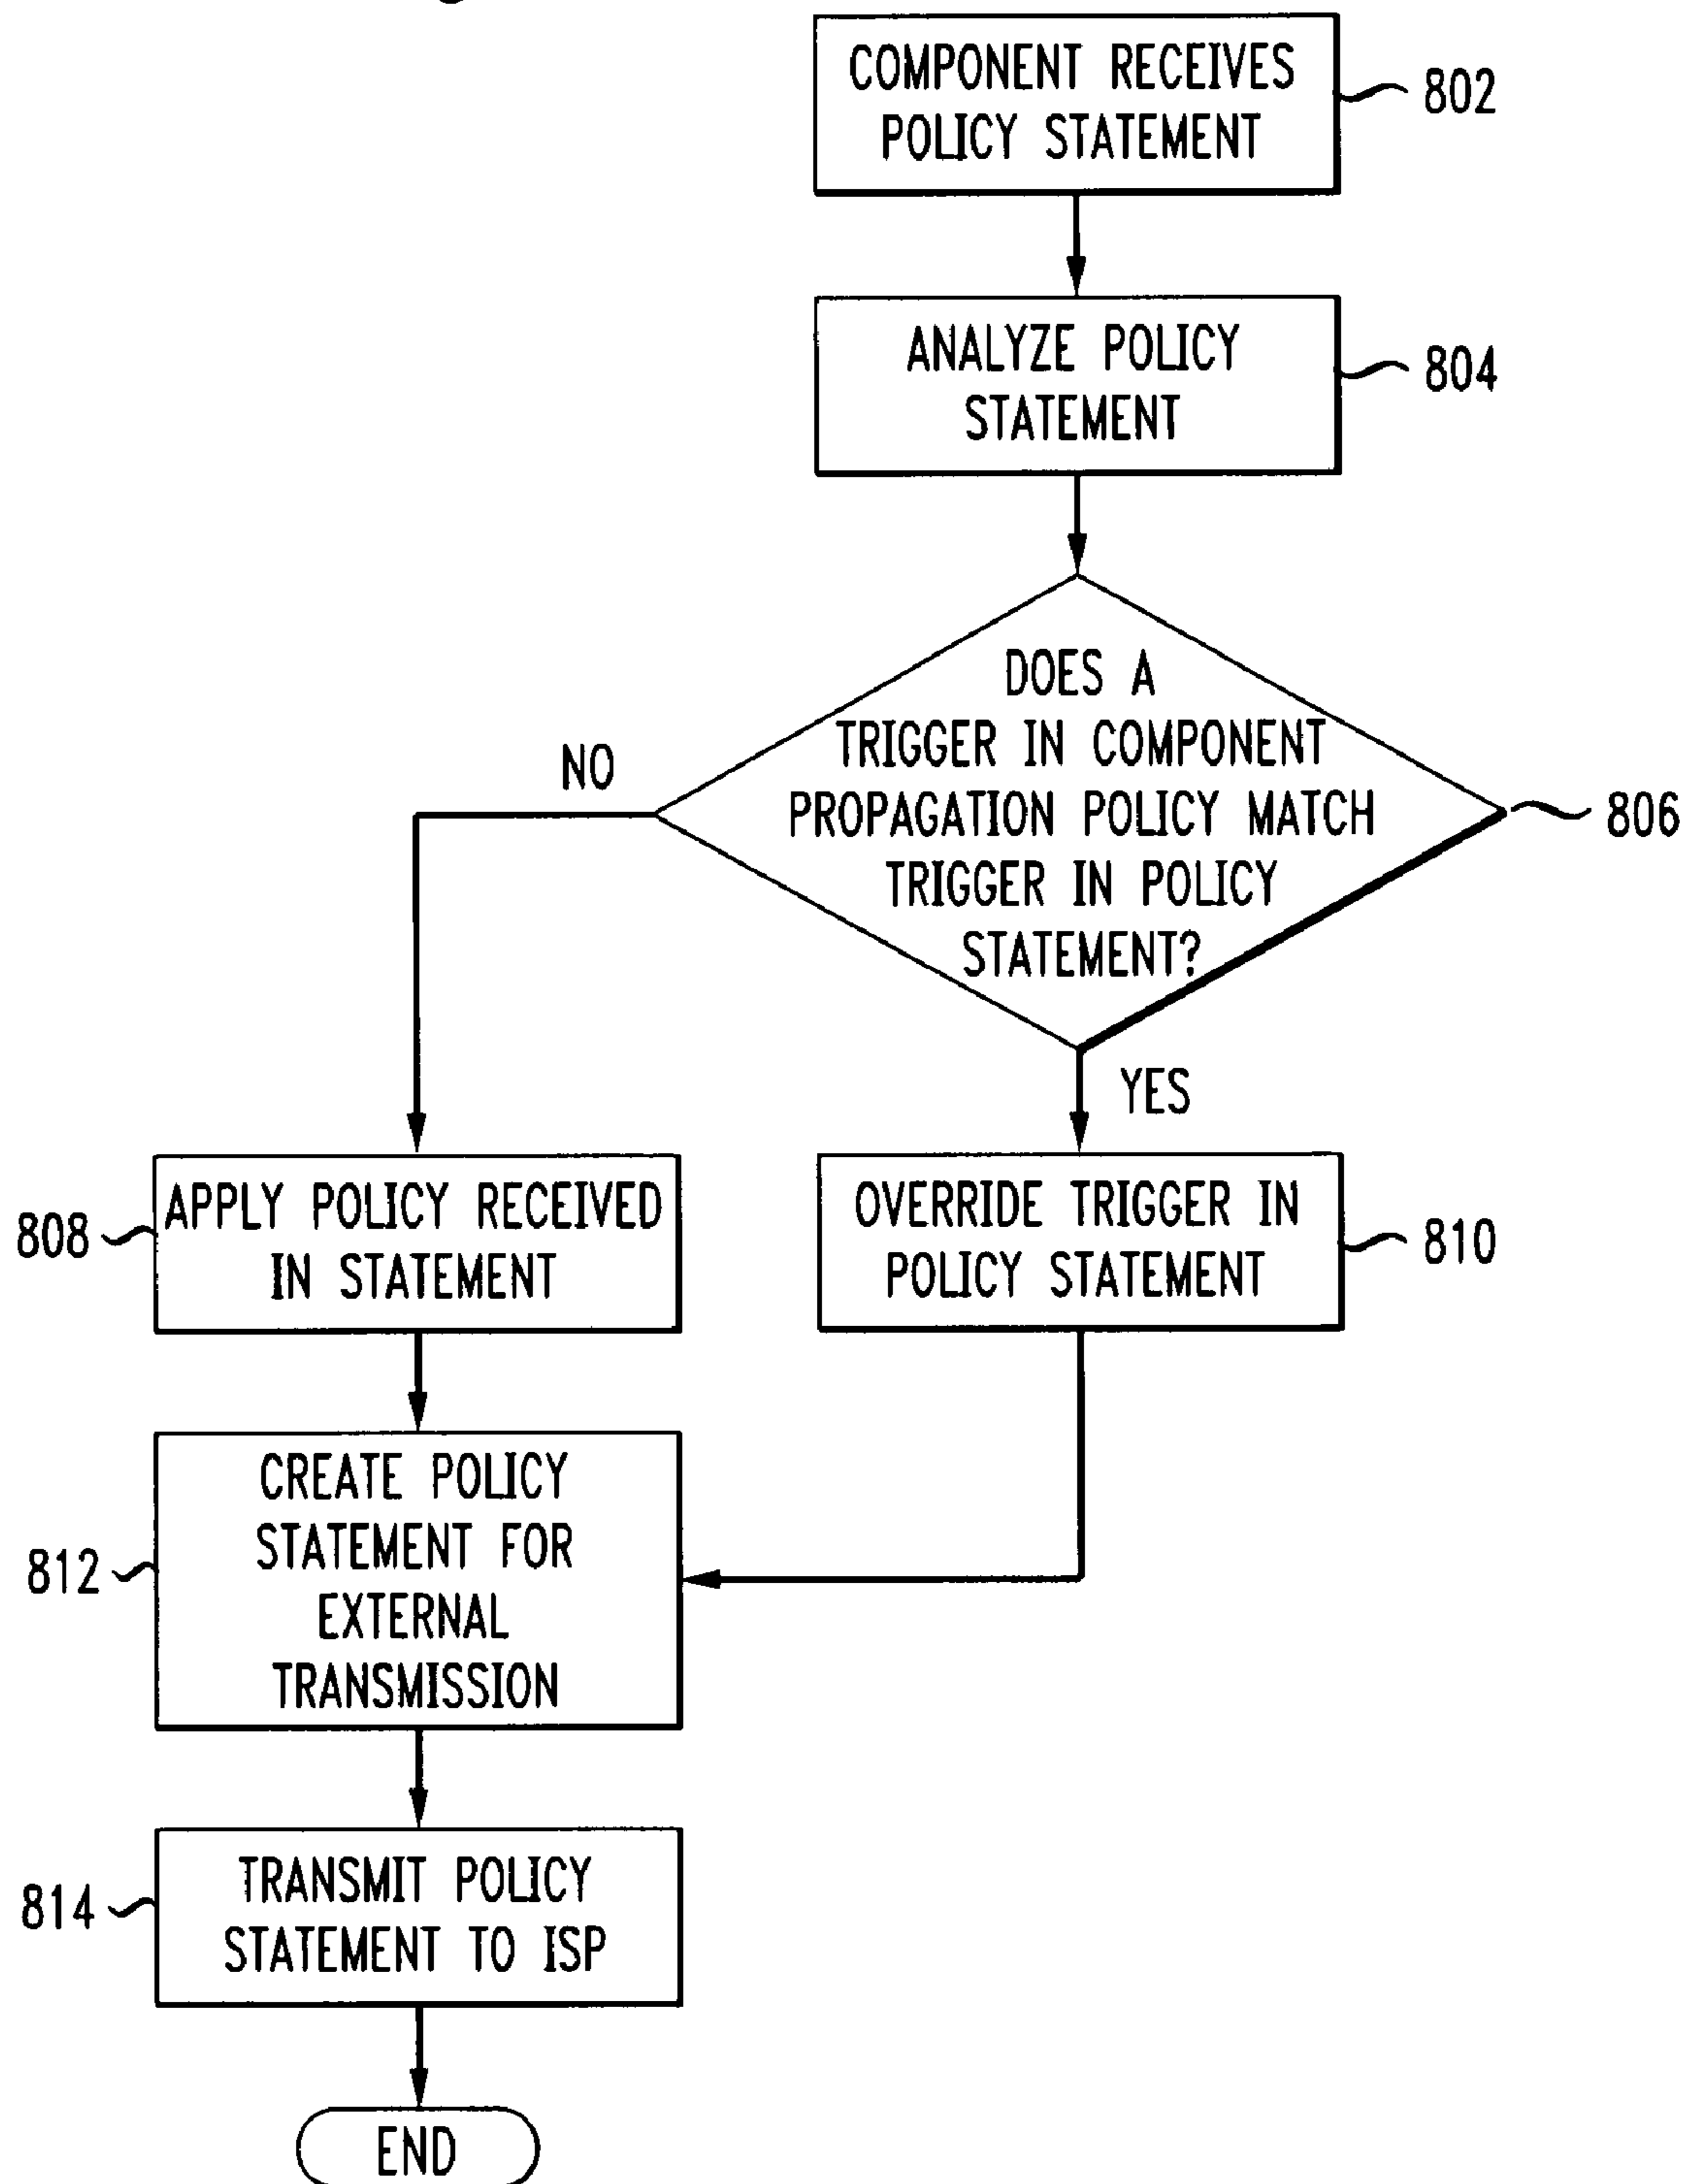 COMPONENT RECEIVES
POLICY STATEMENT
802
ANALYZE POLICY
STATEMENT
804
DOES A
TRIGGER IN COMPONENT
PROPAGATION POLICY MATCH
TRIGGER IN POLICY
STATEMENT?
806
NO
YES
808
APPLY POLICY RECEIVED
IN STATEMENT
OVERRIDE TRIGGER IN
POLICY STATEMENT
810
812
CREATE POLICY
STATEMENT FOR
EXTERNAL
TRANSMISSION
814
TRANSMIT POLICY
STATEMENT TO ISP
END